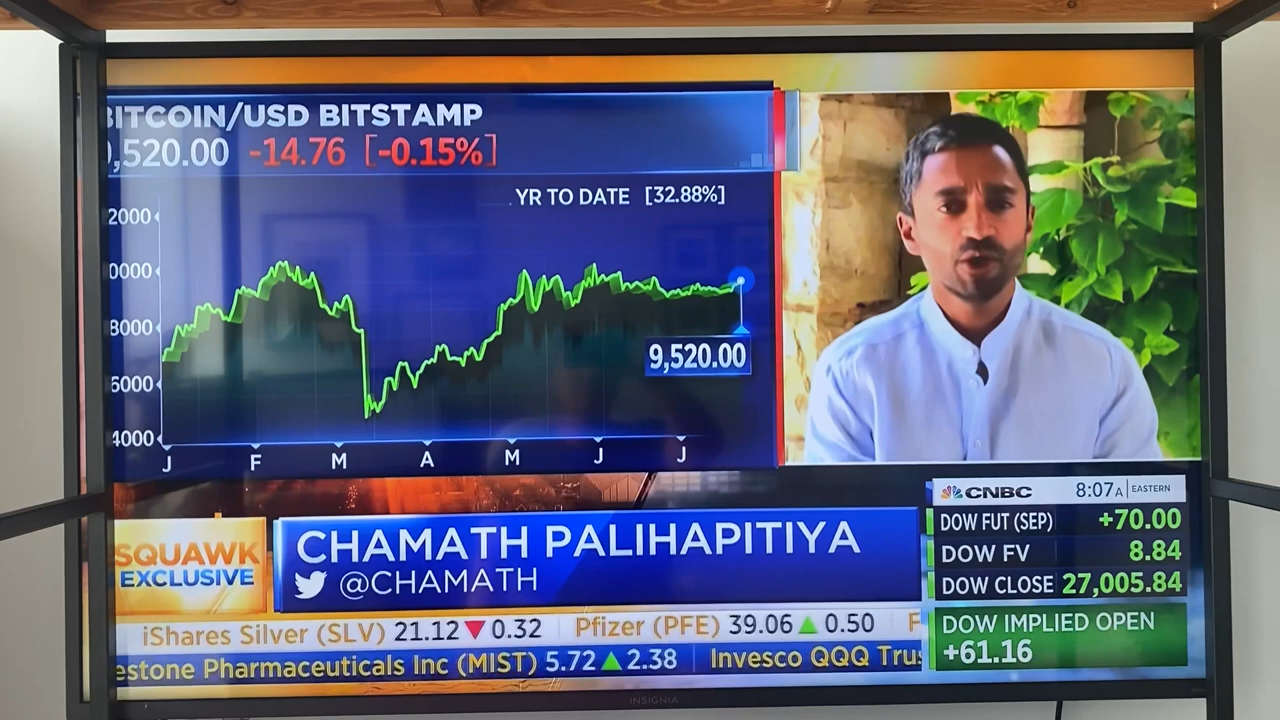 BITCOIN/USD BITSTAMP
9,520.00 -14.76 [-0.15%]
YR TO DATE [32.88%]
2000
0000
8000
6000
4000
9,520.00
J F M A M J J
SQUAWK
EXCLUSIVE
CHAMATH PALIHAPITIYA
@CHAMATH
CNBC 8:07A EASTERN
DOW FUT (SEP) +70.00
DOW FV 8.84
DOW CLOSE 27,005.84
DOW IMPLIED OPEN
+61.16
iShares Silver (SLV) 21.12 ▼ 0.32 Pfizer (PFE) 39.06 ▲ 0.50 F
estone Pharmaceuticals Inc (MIST) 5.72 ▲ 2.38 Invesco QQQ Trus
INSIGNIA